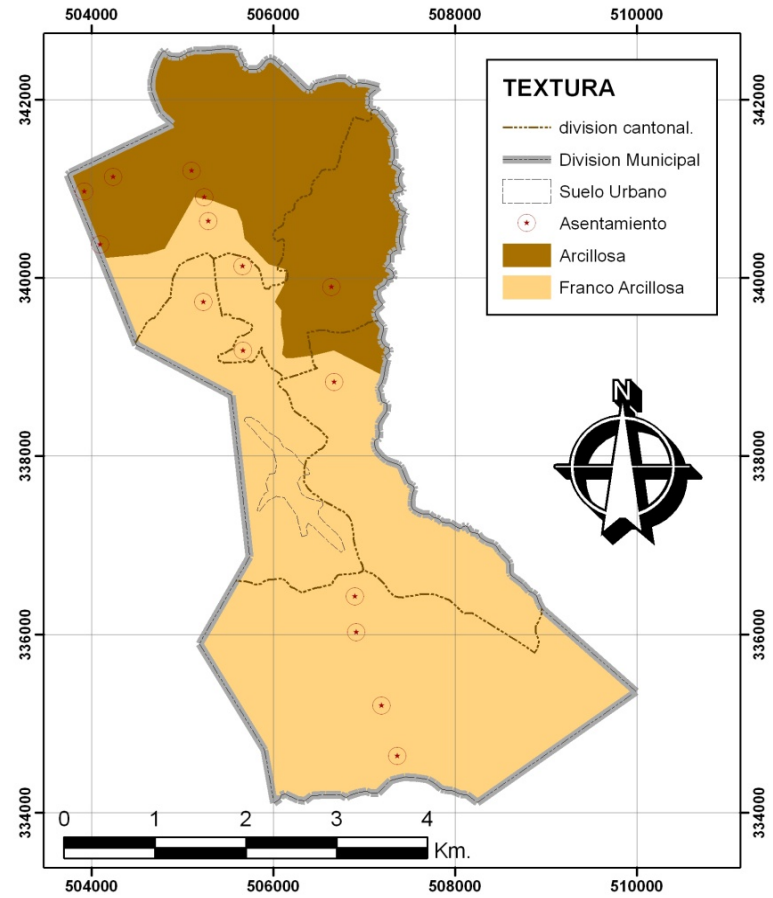 504000 506000 508000 510000
342000 342000
TEXTURA
division cantonal.
Division Municipal
Suelo Urbano
Asentamiento
Arcillosa
Franco Arcillosa
340000 340000
N
338000 338000
336000 336000
334000 334000
0 1 2 3 4
Km.
504000 506000 508000 510000